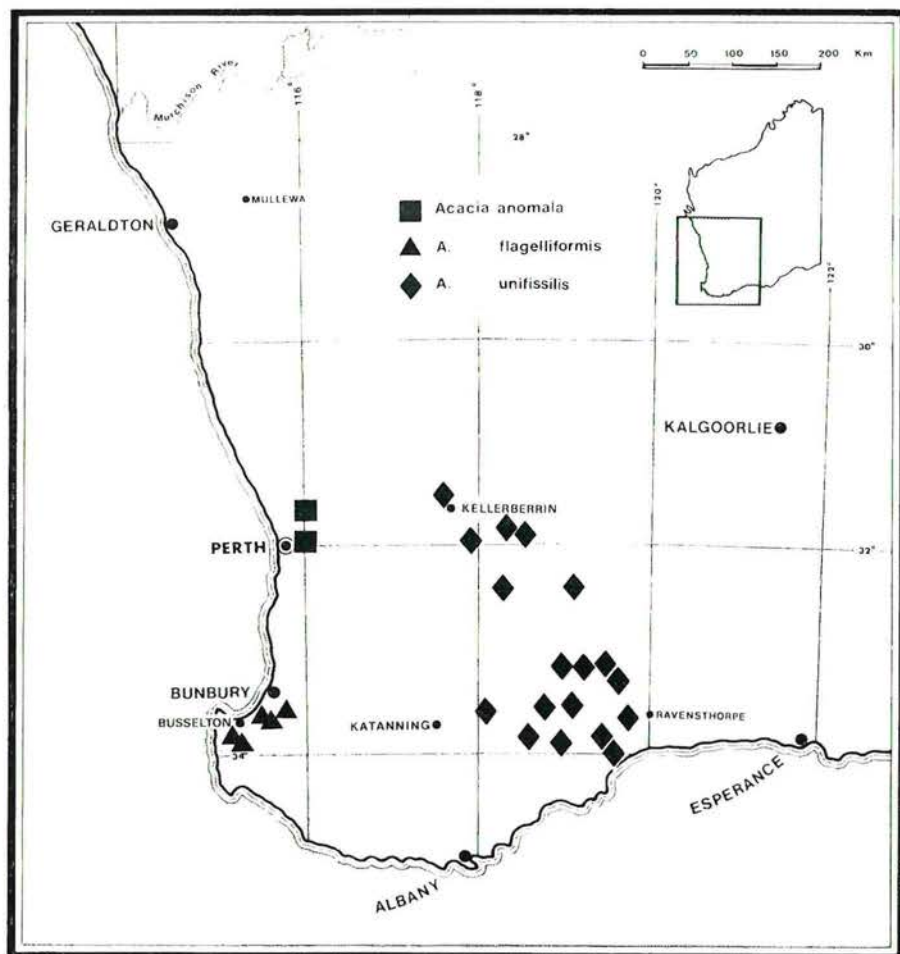 0 50 100 150 200 Km
Murchison River
116°
118°
28°
120°
122°
MULLEWA
GERALDTON
Acacia anomala
A. flagelliformis
A. unifissilis
30°
KALGOORLIE
KELLERBERRIN
PERTH
32°
BUNBURY
BUSSELTON
KATANNING
RAVENSTHORPE
34°
ESPERANCE
ALBANY